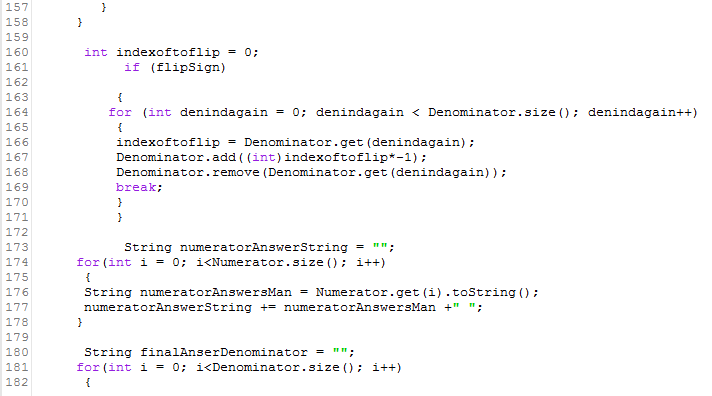 157 }
158 }
159
160 int indexoftoflip = 0;
161 if (flipSign)
162
163 {
164 for (int denindagain = 0; denindagain < Denominator.size(); denindagain++)
165 {
166 indexoftoflip = Denominator.get(denindagain);
167 Denominator.add((int)indexoftoflip*-1);
168 Denominator.remove(Denominator.get(denindagain));
169 break;
170 }
171 }
172
173 String numeratorAnswerString = "";
174 for(int i = 0; i<Numerator.size(); i++)
175 {
176 String numeratorAnswersMan = Numerator.get(i).toString();
177 numeratorAnswerString += numeratorAnswersMan +" ";
178 }
179
180 String finalAnserDenominator = "";
181 for(int i = 0; i<Denominator.size(); i++)
182 {